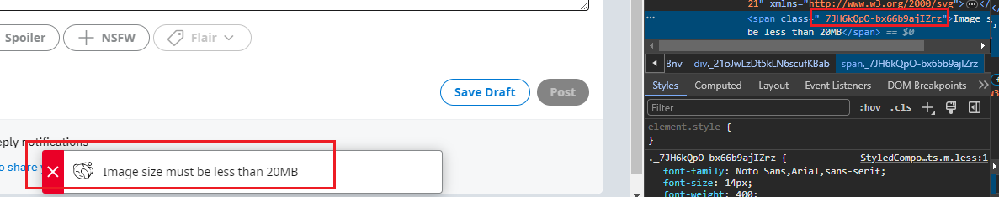 Spoiler
NSFW
Flair
Save Draft
Post
eply notifications
o share
Image size must be less than 20MB
21" xmlns="http://www.w3.org/2000/svg">
<span class="_7JH6kQpO-bx66b9ajIZrz">Image s
be less than 20MB</span> == $0
Bnv div._21oJwLzDt5kLN6scufKBab span._7JH6kQpO-bx66b9ajIZrz
Styles Computed Layout Event Listeners DOM Breakpoints
Filter :hov .cls
element.style {
}
._7JH6kQpO-bx66b9ajIZrz { StyledCompo…ts.m.less:1
font-family: Noto Sans,Arial,sans-serif;
font-size: 14px;
font-weight: 400;